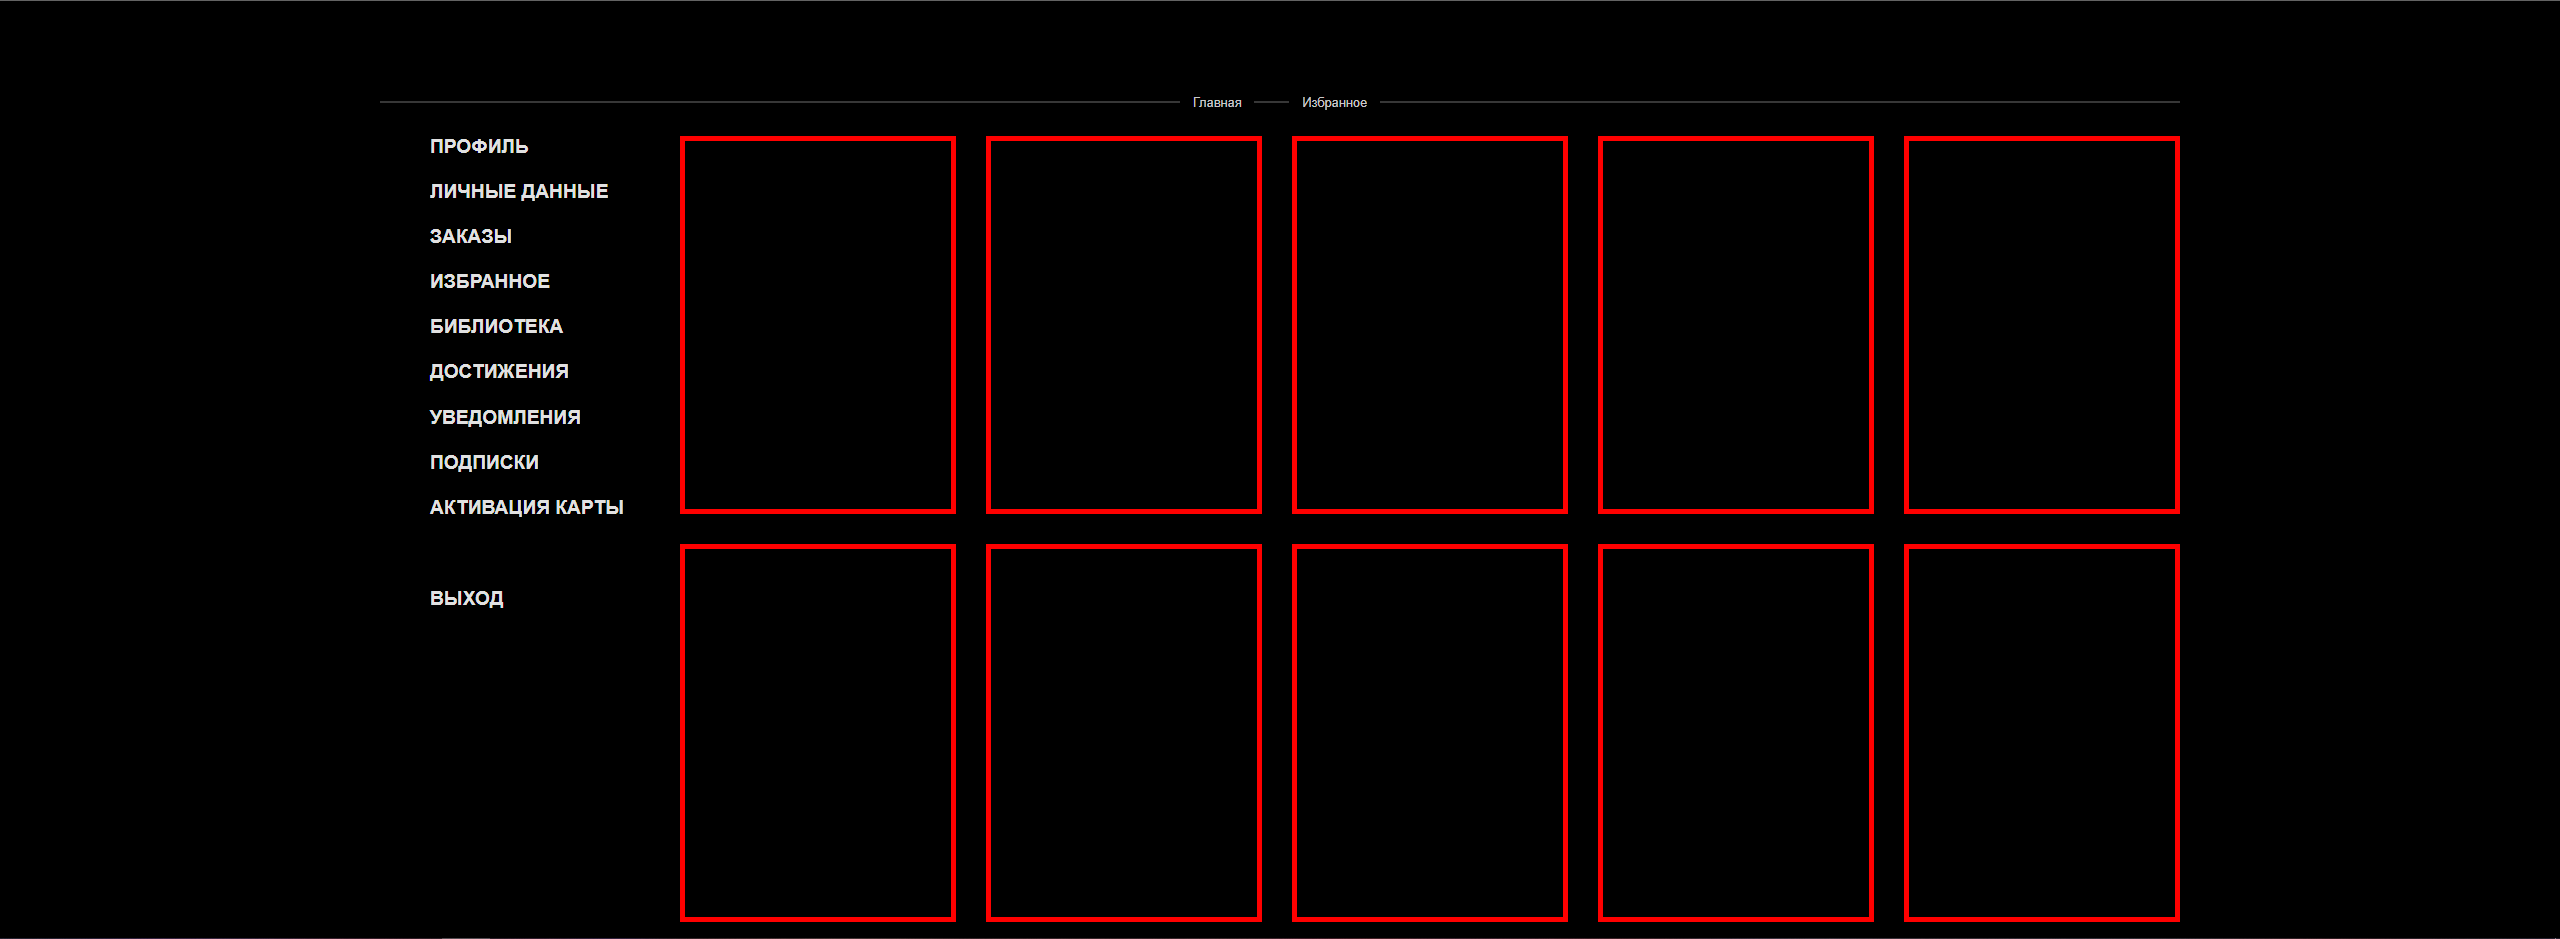 Главная Избранное
ПРОФИЛЬ
ЛИЧНЫЕ ДАННЫЕ
ЗАКАЗЫ
ИЗБРАННОЕ
БИБЛИОТЕКА
ДОСТИЖЕНИЯ
УВЕДОМЛЕНИЯ
ПОДПИСКИ
АКТИВАЦИЯ КАРТЫ
ВЫХОД